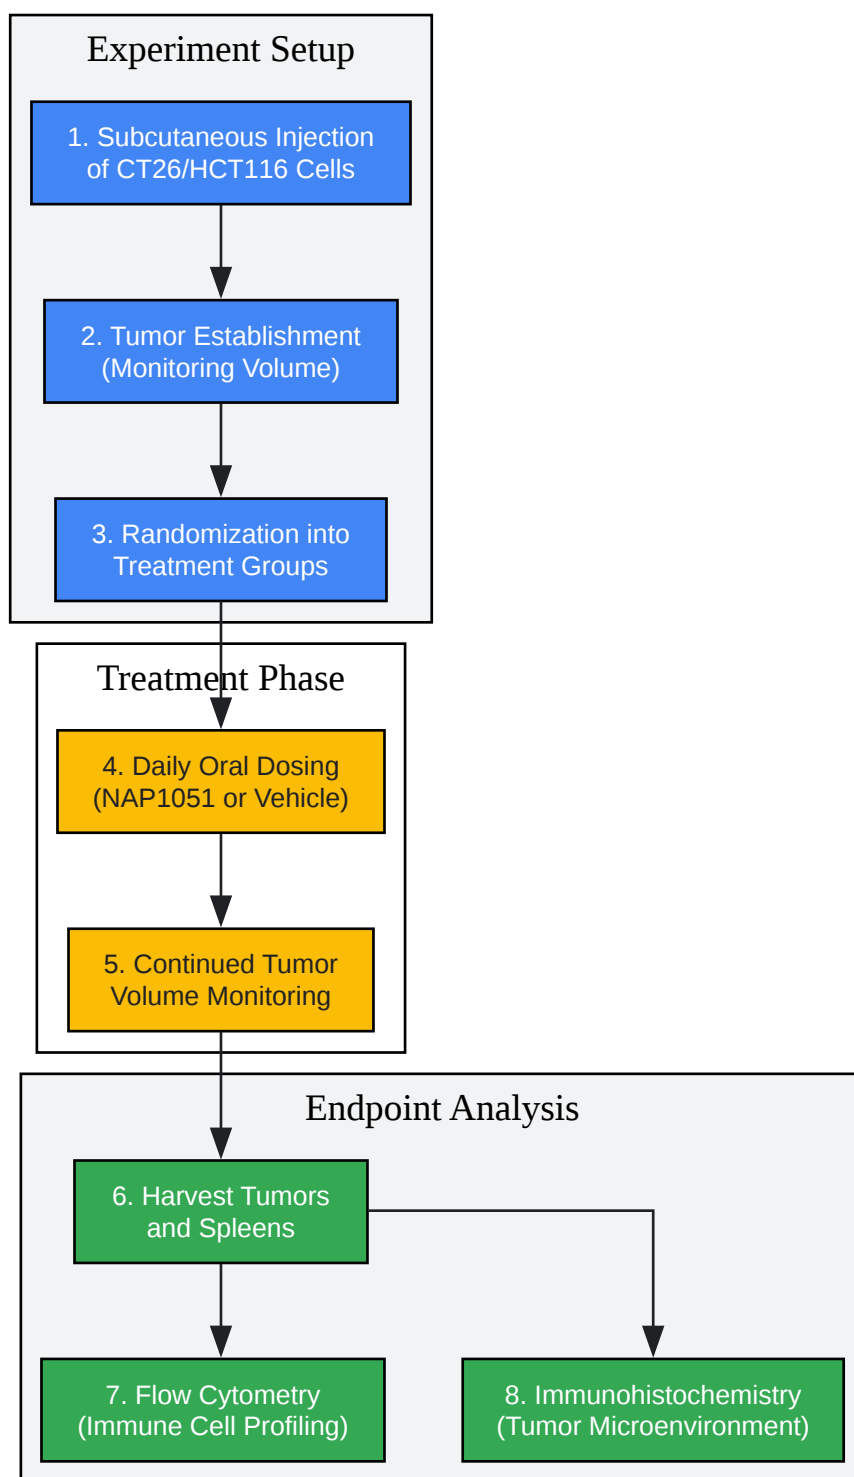 Experiment Setup
1. Subcutaneous Injection
of CT26/HCT116 Cells
2. Tumor Establishment
(Monitoring Volume)
3. Randomization into
Treatment Groups
Treatment Phase
4. Daily Oral Dosing
(NAP1051 or Vehicle)
5. Continued Tumor
Volume Monitoring
Endpoint Analysis
6. Harvest Tumors
and Spleens
7. Flow Cytometry
(Immune Cell Profiling)
8. Immunohistochemistry
(Tumor Microenvironment)